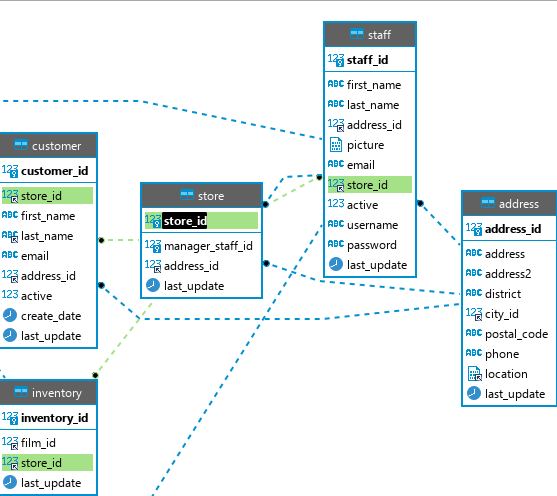 staff
123 staff_id
ABC first_name
ABC last_name
123 address_id
picture
ABC email
123 store_id
123 active
ABC username
ABC password
last_update
customer
123 customer_id
123 store_id
ABC first_name
ABC last_name
ABC email
123 address_id
123 active
create_date
last_update
store
123 store_id
123 manager_staff_id
123 address_id
last_update
address
123 address_id
ABC address
ABC address2
ABC district
123 city_id
ABC postal_code
ABC phone
location
last_update
inventory
123 inventory_id
123 film_id
123 store_id
last_update